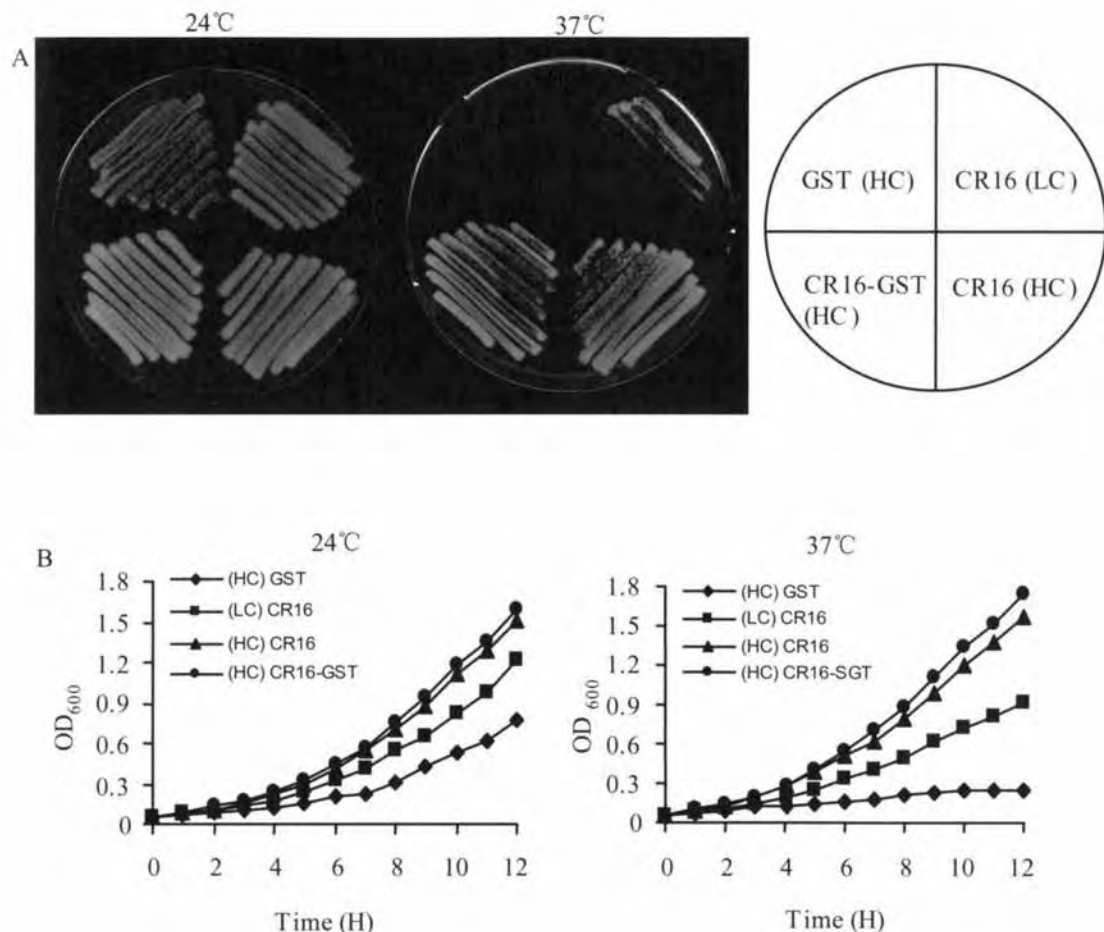 24℃
37℃
A
GST (HC)
CR16 (LC)
CR16-GST
(HC)
CR16 (HC)
B
24℃
(HC) GST
(LC) CR16
(HC) CR16
(HC) CR16-GST
1.8
1.5
1.2
0.9
0.6
0.3
0
OD600
0 2 4 6 8 10 12
Time (H)
37℃
(HC) GST
(LC) CR16
(HC) CR16
(HC) CR16-SGT
1.8
1.5
1.2
0.9
0.6
0.3
0
OD600
0 2 4 6 8 10 12
Time (H)